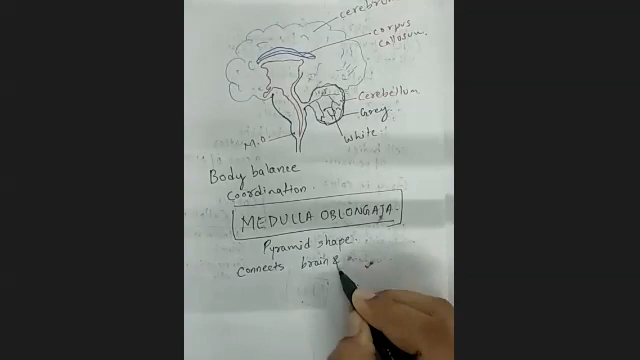 cerebrum
corpus
callosum
cerebellum
Grey
White
M.O
Body balance
coordination.
MEDULLA OBLONGATA.
Pyramid shape.
connects brain &